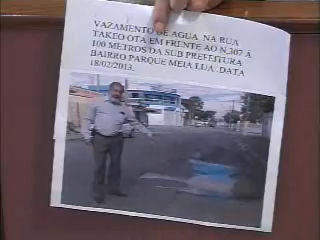 VAZAMENTO DE AGUA, NA RUA
TAKEO OTA EM FRENTE AO N,307 Á
100 METROS DA SUB PREFEITURA
BAIRRO PARQUE MEIA LUA. DATA
18/02/2013.